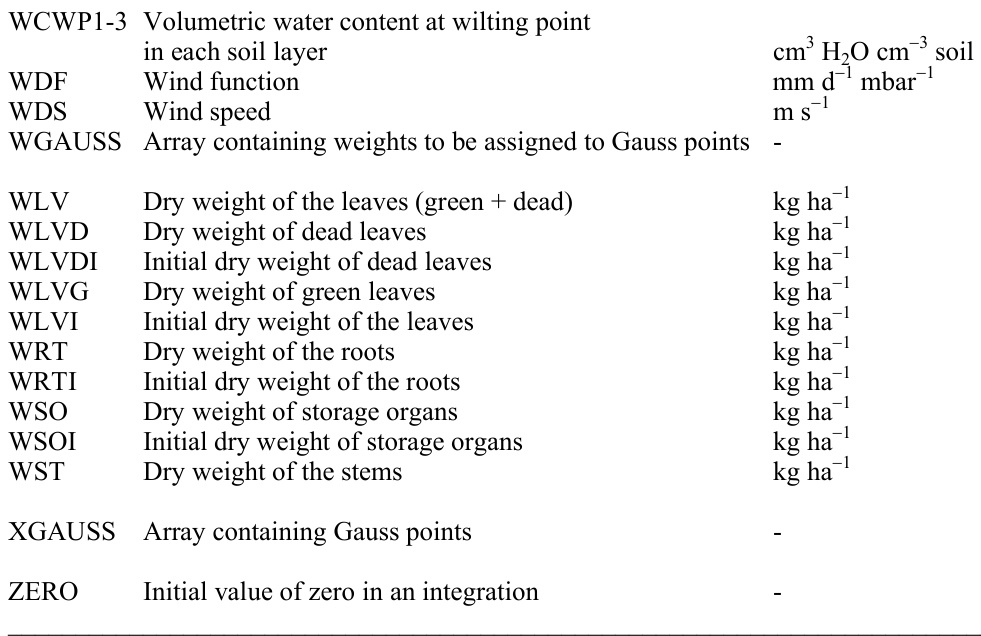 WCWP1-3 Volumetric water content at wilting point
in each soil layer cm³ H₂O cm⁻³ soil
WDF Wind function mm d⁻¹ mbar⁻¹
WDS Wind speed m s⁻¹
WGAUSS Array containing weights to be assigned to Gauss points -
WLV Dry weight of the leaves (green + dead) kg ha⁻¹
WLVD Dry weight of dead leaves kg ha⁻¹
WLVDI Initial dry weight of dead leaves kg ha⁻¹
WLVG Dry weight of green leaves kg ha⁻¹
WLVI Initial dry weight of the leaves kg ha⁻¹
WRT Dry weight of the roots kg ha⁻¹
WRTI Initial dry weight of the roots kg ha⁻¹
WSO Dry weight of storage organs kg ha⁻¹
WSOI Initial dry weight of storage organs kg ha⁻¹
WST Dry weight of the stems kg ha⁻¹
XGAUSS Array containing Gauss points -
ZERO Initial value of zero in an integration -